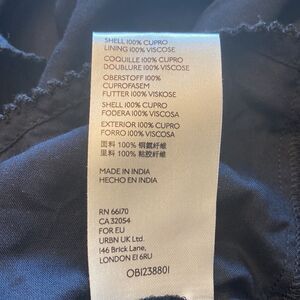 SHELL 100% CUPRO
LINING 100% VISCOSE
COQUILLE 100% CUPRO
DOUBLURE 100% VISCOSE
OBERSTOFF 100%
CUPROFASEM
FUTTER 100% VISKOSE
SHELL 100% CUPRO
FODERA 100% VISCOSA
EXTERIOR 100% CUPRO
FORRO 100% VISCOSA
面料 100% 铜氨纤维
里料 100% 粘胶纤维
MADE IN INDIA
HECHO EN INDIA
RN 66170
CA 32054
FOR EU
URBN UK Ltd.
146 Brick Lane,
LONDON E1 6RU
OB1238801